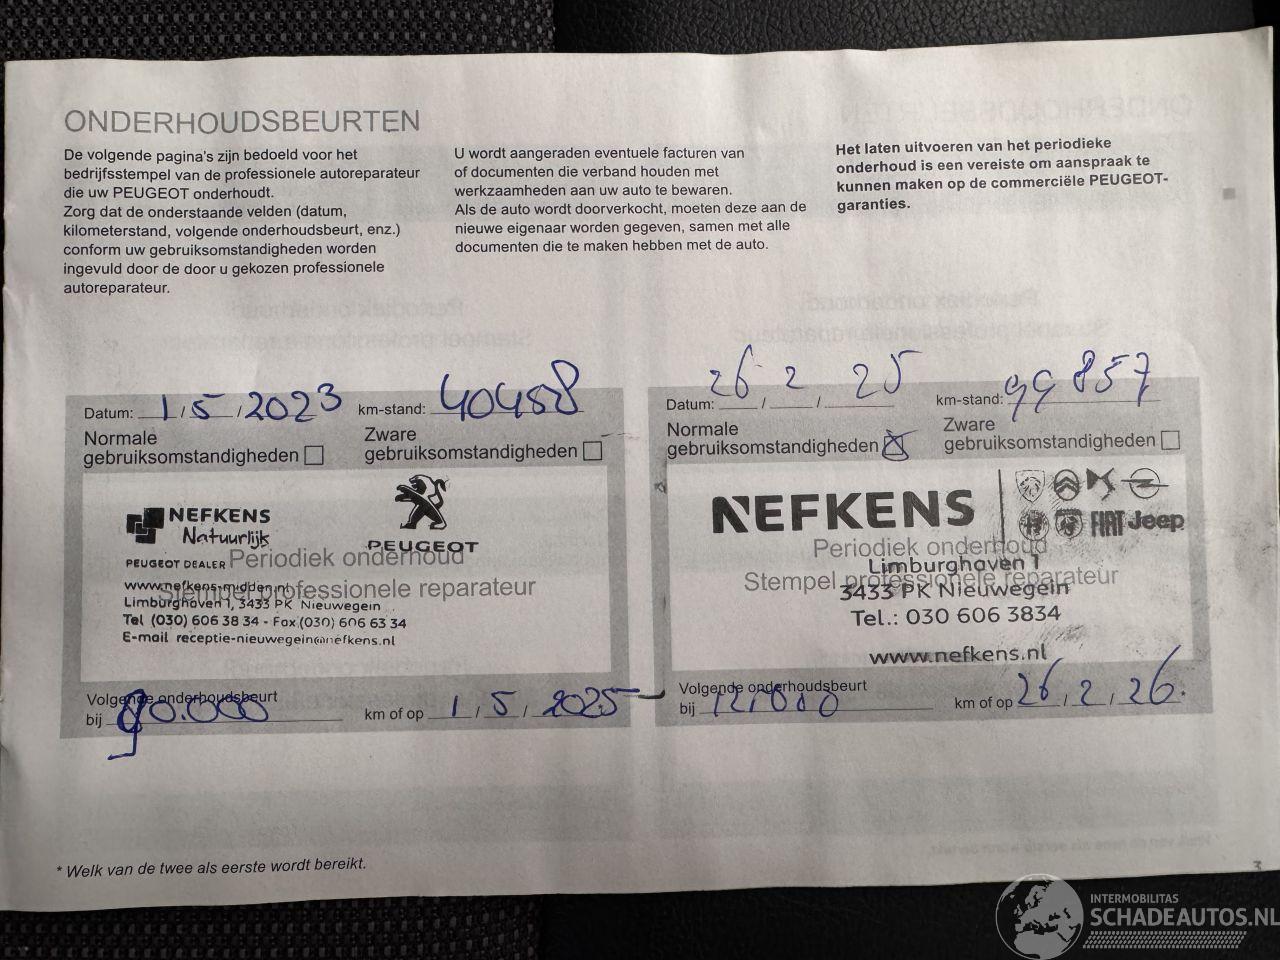 ONDERHOUDSBEURTEN
De volgende pagina's zijn bedoeld voor het
bedrijfsstempel van de professionele autoreparateur
die uw PEUGEOT onderhoudt.
Zorg dat de onderstaande velden (datum,
kilometerstand, volgende onderhoudsbeurt, enz.)
conform uw gebruiksomstandigheden worden
ingevuld door de door u gekozen professionele
autoreparateur.
U wordt aangeraden eventuele facturen van
of documenten die verband houden met
werkzaamheden aan uw auto te bewaren.
Als de auto wordt doorverkocht, moeten deze aan de
nieuwe eigenaar worden gegeven, samen met alle
documenten die te maken hebben met de auto.
Het laten uitvoeren van het periodieke
onderhoud is een vereiste om aanspraak te
kunnen maken op de commerciële PEUGEOT-
garanties.
Datum: 1/5/2023 km-stand: 40458
Normale
gebruiksomstandigheden
Zware
gebruiksomstandigheden
NEFKENS
Natuurlijk
PEUGEOT
PEUGEOT DEALER
Periodiek onderhoud
Stempel professionele reparateur
www.nefkens-midden.nl
Limburghaven 1, 3433 PK Nieuwegein
Tel (030) 606 38 34 - Fax (030) 606 63 34
E-mail receptie-nieuwegein@nefkens.nl
Volgende onderhoudsbeurt
bij 90.000 km of op 1/5/2025
Datum: 26/2/25 km-stand: 99857
Normale
gebruiksomstandigheden
Zware
gebruiksomstandigheden
NEFKENS
FIAT Jeep
Periodiek onderhoud
Stempel professionele reparateur
Limburghaven 1
3433 PK Nieuwegein
Tel.: 030 606 3834
www.nefkens.nl
Volgende onderhoudsbeurt
bij km of op 26/2/26.
* Welk van de twee als eerste wordt bereikt.
3
INTERMOBILITAS
SCHADEAUTOS.NL